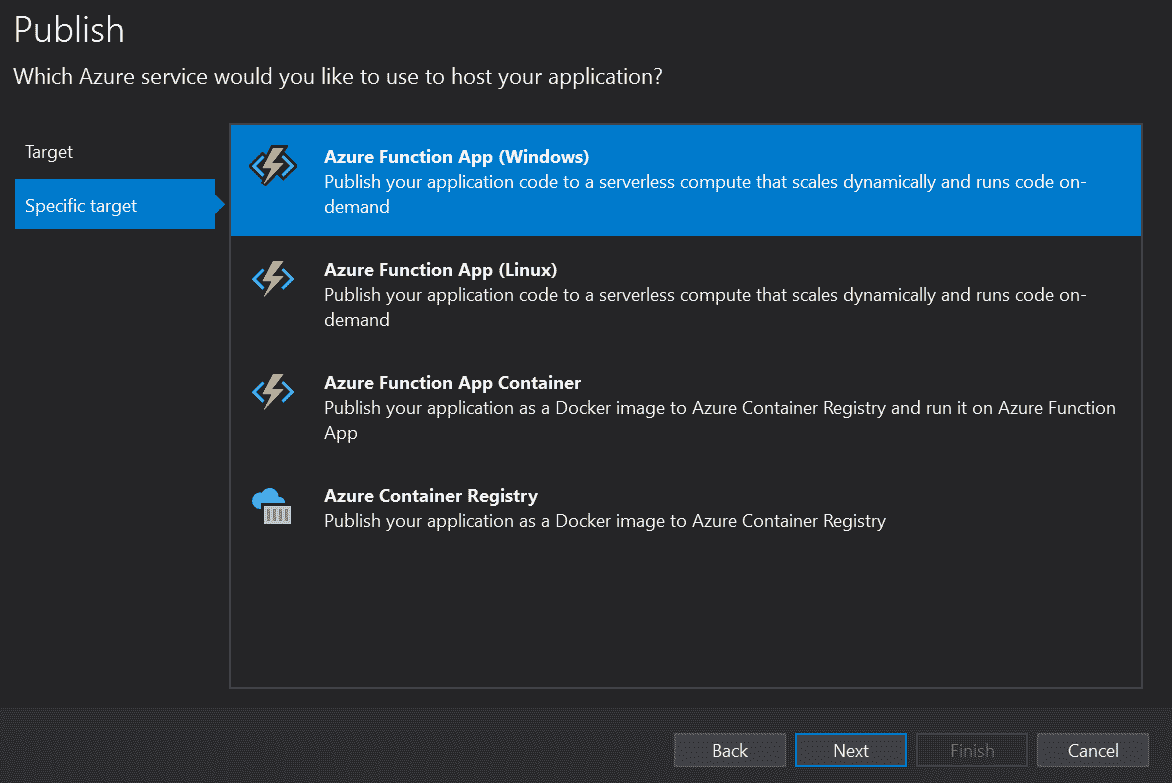 Publish
Which Azure service would you like to use to host your application?
Target
Specific target
Azure Function App (Windows)
Publish your application code to a serverless compute that scales dynamically and runs code on-
demand
Azure Function App (Linux)
Publish your application code to a serverless compute that scales dynamically and runs code on-
demand
Azure Function App Container
Publish your application as a Docker image to Azure Container Registry and run it on Azure Function
App
Azure Container Registry
Publish your application as a Docker image to Azure Container Registry
Back
Next
Finish
Cancel